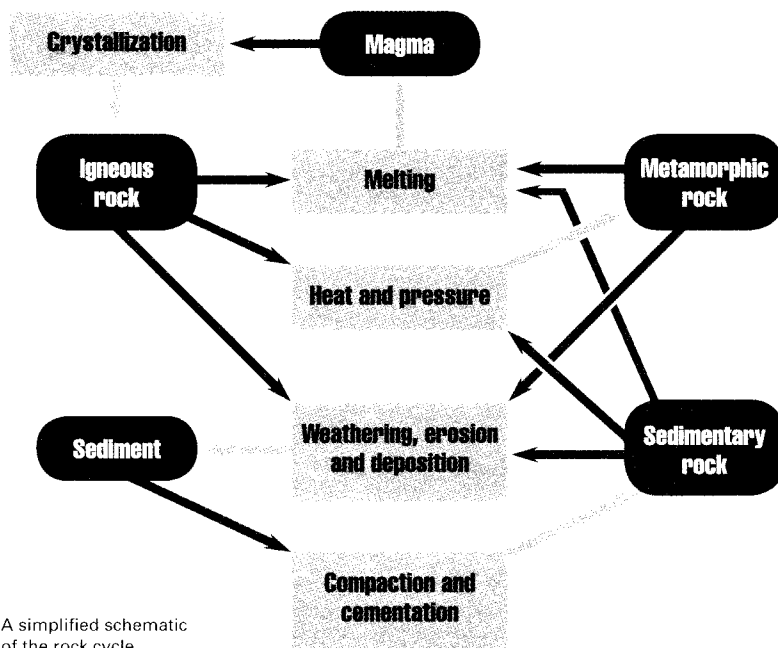 Crystallization
Magma
Igneous
rock
Melting
Metamorphic
rock
Heat and pressure
Sediment
Weathering, erosion
and deposition
Sedimentary
rock
Compaction and
cementation
A simplified schematic
of the rock cycle